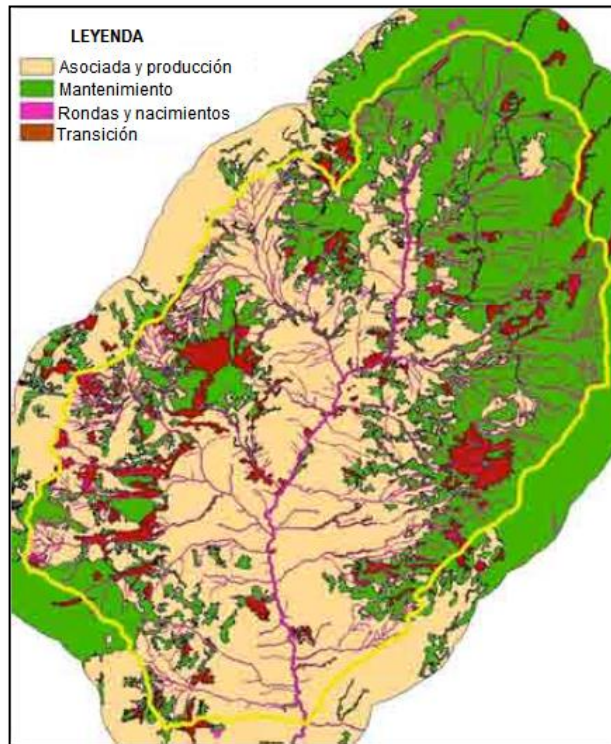 LEYENDA
Asociada y producción
Mantenimiento
Rondas y nacimientos
Transición